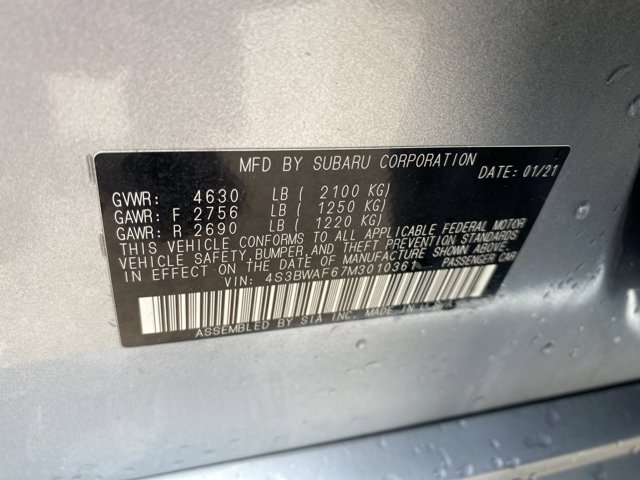 MFD BY SUBARU CORPORATION
DATE: 01/21
GVWR: 4630 LB ( 2100 KG)
GAWR: F 2756 LB ( 1250 KG)
GAWR: R 2690 LB ( 1220 KG)
THIS VEHICLE CONFORMS TO ALL APPLICABLE FEDERAL MOTOR
VEHICLE SAFETY, BUMPER, AND THEFT PREVENTION STANDARDS
IN EFFECT ON THE DATE OF MANUFACTURE SHOWN ABOVE.
VIN: 4S3BWAF67M3010361 PASSENGER CAR
ASSEMBLED BY SIA INC. MADE IN U.S.A.